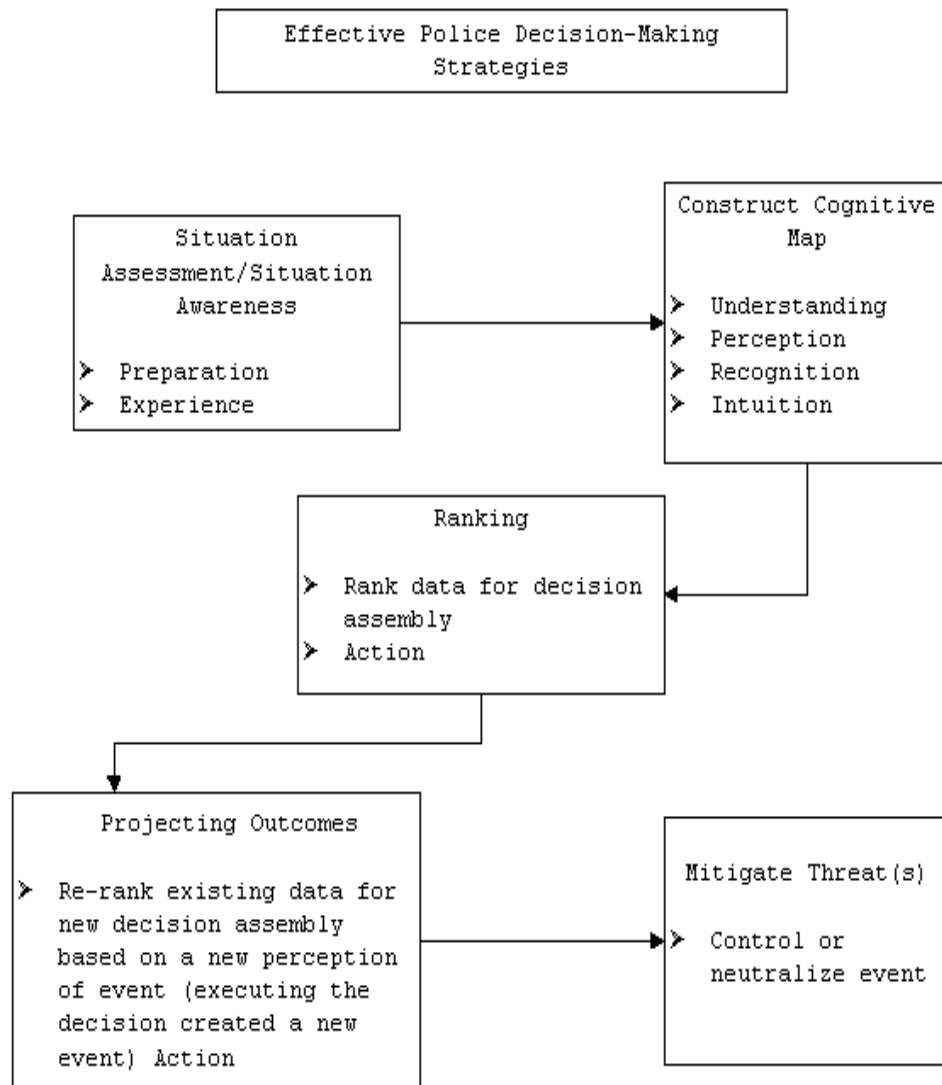 Effective Police Decision-Making
Strategies
Situation
Assessment/Situation
Awareness
➢ Preparation
➢ Experience
Construct Cognitive
Map
➢ Understanding
➢ Perception
➢ Recognition
➢ Intuition
Ranking
➢ Rank data for decision
assembly
➢ Action
Projecting Outcomes
➢ Re-rank existing data for
new decision assembly
based on a new perception
of event (executing the
decision created a new
event) Action
Mitigate Threat(s)
➢ Control or
neutralize event